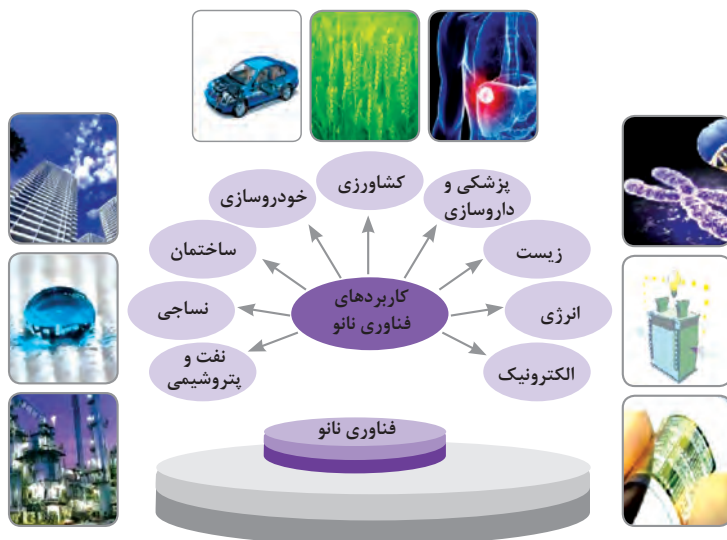 کشاورزی
پزشکی و
داروسازی
خودروسازی
زیست
ساختمان
کاربردهای
فناوری نانو
انرژی
نساجی
نفت و
پتروشیمی
الکترونیک
فناوری نانو